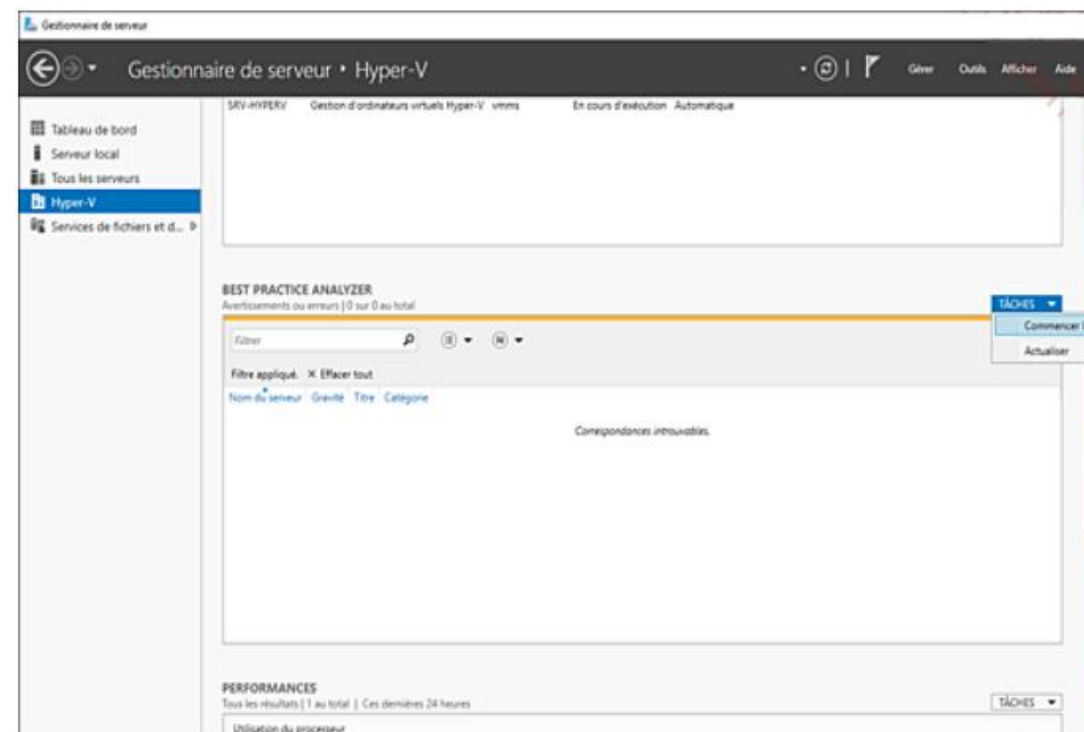 Gestionnaire de serveur
Gestionnaire de serveur • Hyper-V
Gérer Outils Afficher Aide
Tableau de bord
Serveur local
Tous les serveurs
Hyper-V
Services de fichiers et d...
SRV-HYPERV Gestion d'ordinateurs virtuels Hyper-V vmms En cours d'exécution Automatique
BEST PRACTICE ANALYZER
Avertissements ou erreurs | 0 sur 0 au total
TÂCHES
Commencer
Actualiser
Filtrer
Filtre appliqué. × Effacer tout
Nom du serveur Gravité Titre Catégorie
Correspondances introuvables.
PERFORMANCES
Tous les résultats | 1 au total | Ces dernières 24 heures
TÂCHES
Utilisation du processeur